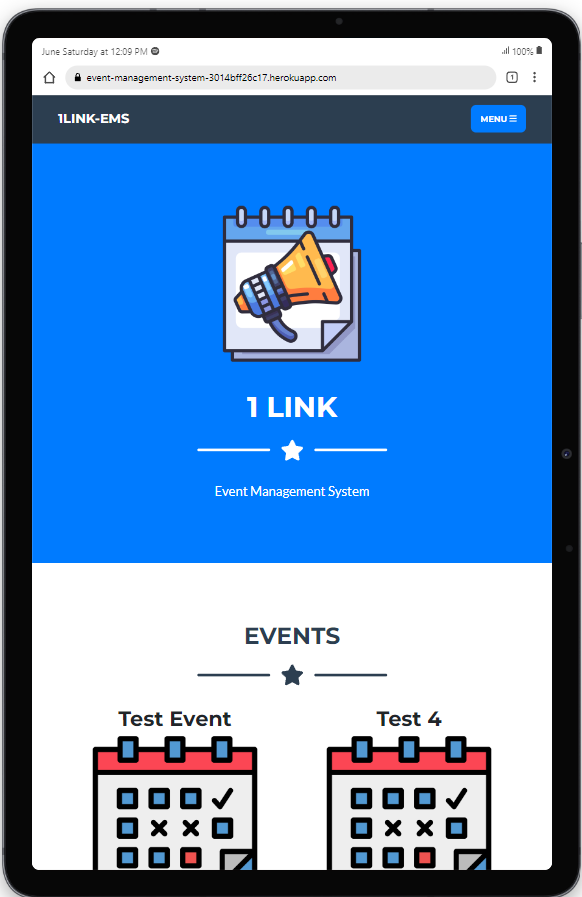 June Saturday at 12:09 PM
100%
event-management-system-3014bff26c17.herokuapp.com
1
1LINK-EMS
MENU
1 LINK
Event Management System
EVENTS
Test Event
Test 4